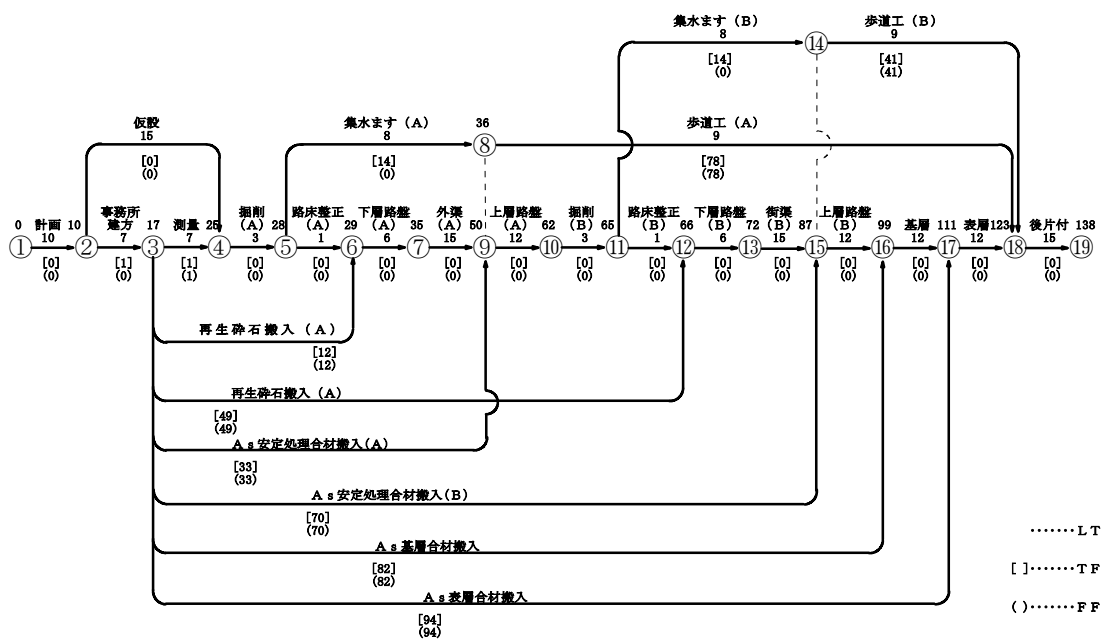 集水ます（B）
8
[14]
(0)
⑭
歩道工（B）
9
[41]
(41)
仮設
15
[0]
(0)
集水ます（A）
8
[14]
(0)
36
⑧
歩道工（A）
9
[78]
(78)
0
①
計画
10
[0]
(0)
10
②
事務所
建方
7
[1]
(0)
17
③
測量
7
[1]
(1)
25
④
掘削
（A）
3
[0]
(0)
28
⑤
路床整正
（A）
1
[0]
(0)
29
⑥
下層路盤
（A）
6
[0]
(0)
35
⑦
外渠
（A）
15
[0]
(0)
50
⑨
上層路盤
（A）
12
[0]
(0)
62
⑩
掘削
（B）
3
[0]
(0)
65
⑪
路床整正
（B）
1
[0]
(0)
66
⑫
下層路盤
（B）
6
[0]
(0)
72
⑬
街渠
（B）
15
[0]
(0)
87
⑮
上層路盤
（B）
12
[0]
(0)
99
⑯
基層
12
[0]
(0)
111
⑰
表層
12
[0]
(0)
123
⑱
後片付
15
[0]
(0)
138
⑲
再生砕石搬入（A）
[12]
(12)
再生砕石搬入（A）
[49]
(49)
As安定処理合材搬入(A)
[33]
(33)
As安定処理合材搬入(B)
[70]
(70)
As基層合材搬入
[82]
(82)
As表層合材搬入
[94]
(94)
‥‥‥LT
[ ]‥‥‥TF
( )‥‥‥FF